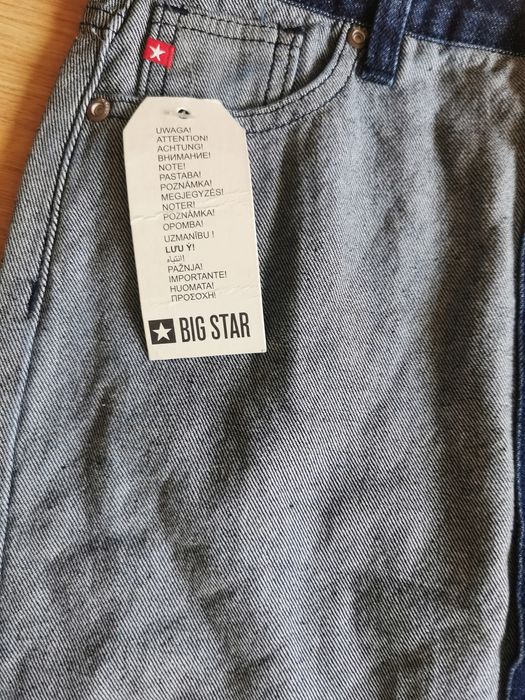 UWAGA!
ATTENTION!
ACHTUNG!
ВНИМАНИЕ!
NOTE!
PASTABA!
POZNÁMKA!
MEGJEGYZÉS!
NOTER!
POZNÁMKA!
OPOMBA!
UZMANĪBU !
LƯU Ý!
انتباه!
PAŽNJA!
IMPORTANTE!
HUOMATA!
ΠΡΟΣΟΧΗ!
BIG STAR